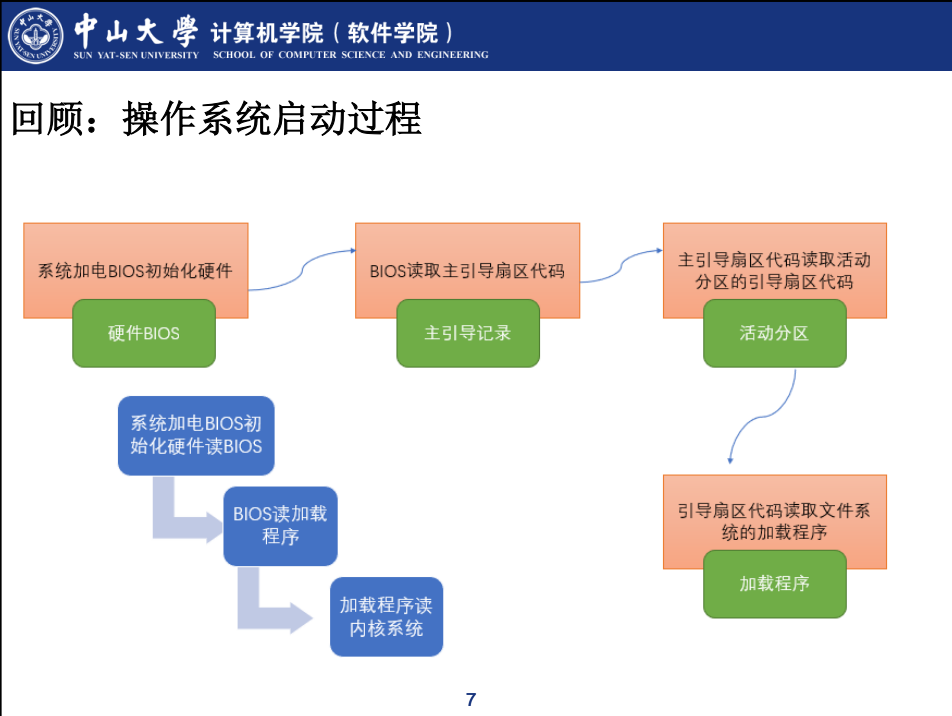 中山大學 计算机学院（软件学院）
SUN YAT-SEN UNIVERSITY SCHOOL OF COMPUTER SCIENCE AND ENGINEERING
回顾：操作系统启动过程
系统加电BIOS初始化硬件
硬件BIOS
BIOS读取主引导扇区代码
主引导记录
主引导扇区代码读取活动
分区的引导扇区代码
活动分区
引导扇区代码读取文件系
统的加载程序
加载程序
系统加电BIOS初
始化硬件读BIOS
BIOS读加载
程序
加载程序读
内核系统
7